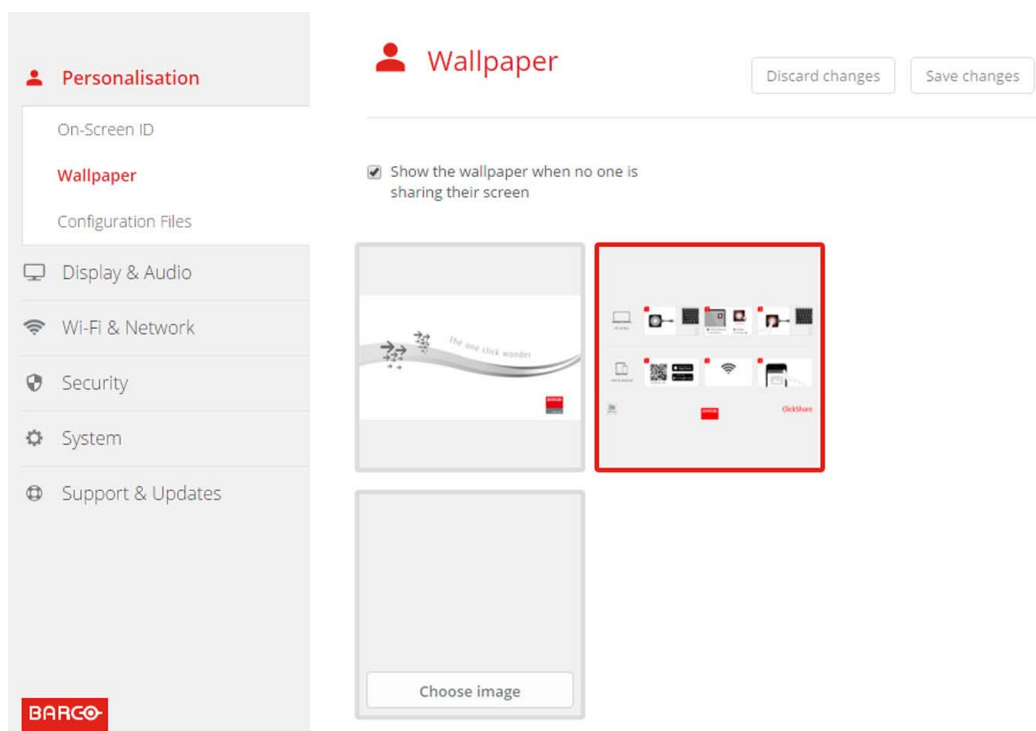 Personalisation
On-Screen ID
Wallpaper
Configuration Files
Display & Audio
Wi-Fi & Network
Security
System
Support & Updates
BARCO
Wallpaper
Discard changes
Save changes
Show the wallpaper when no one is
sharing their screen
the one click wonder
ClickShare
Choose image